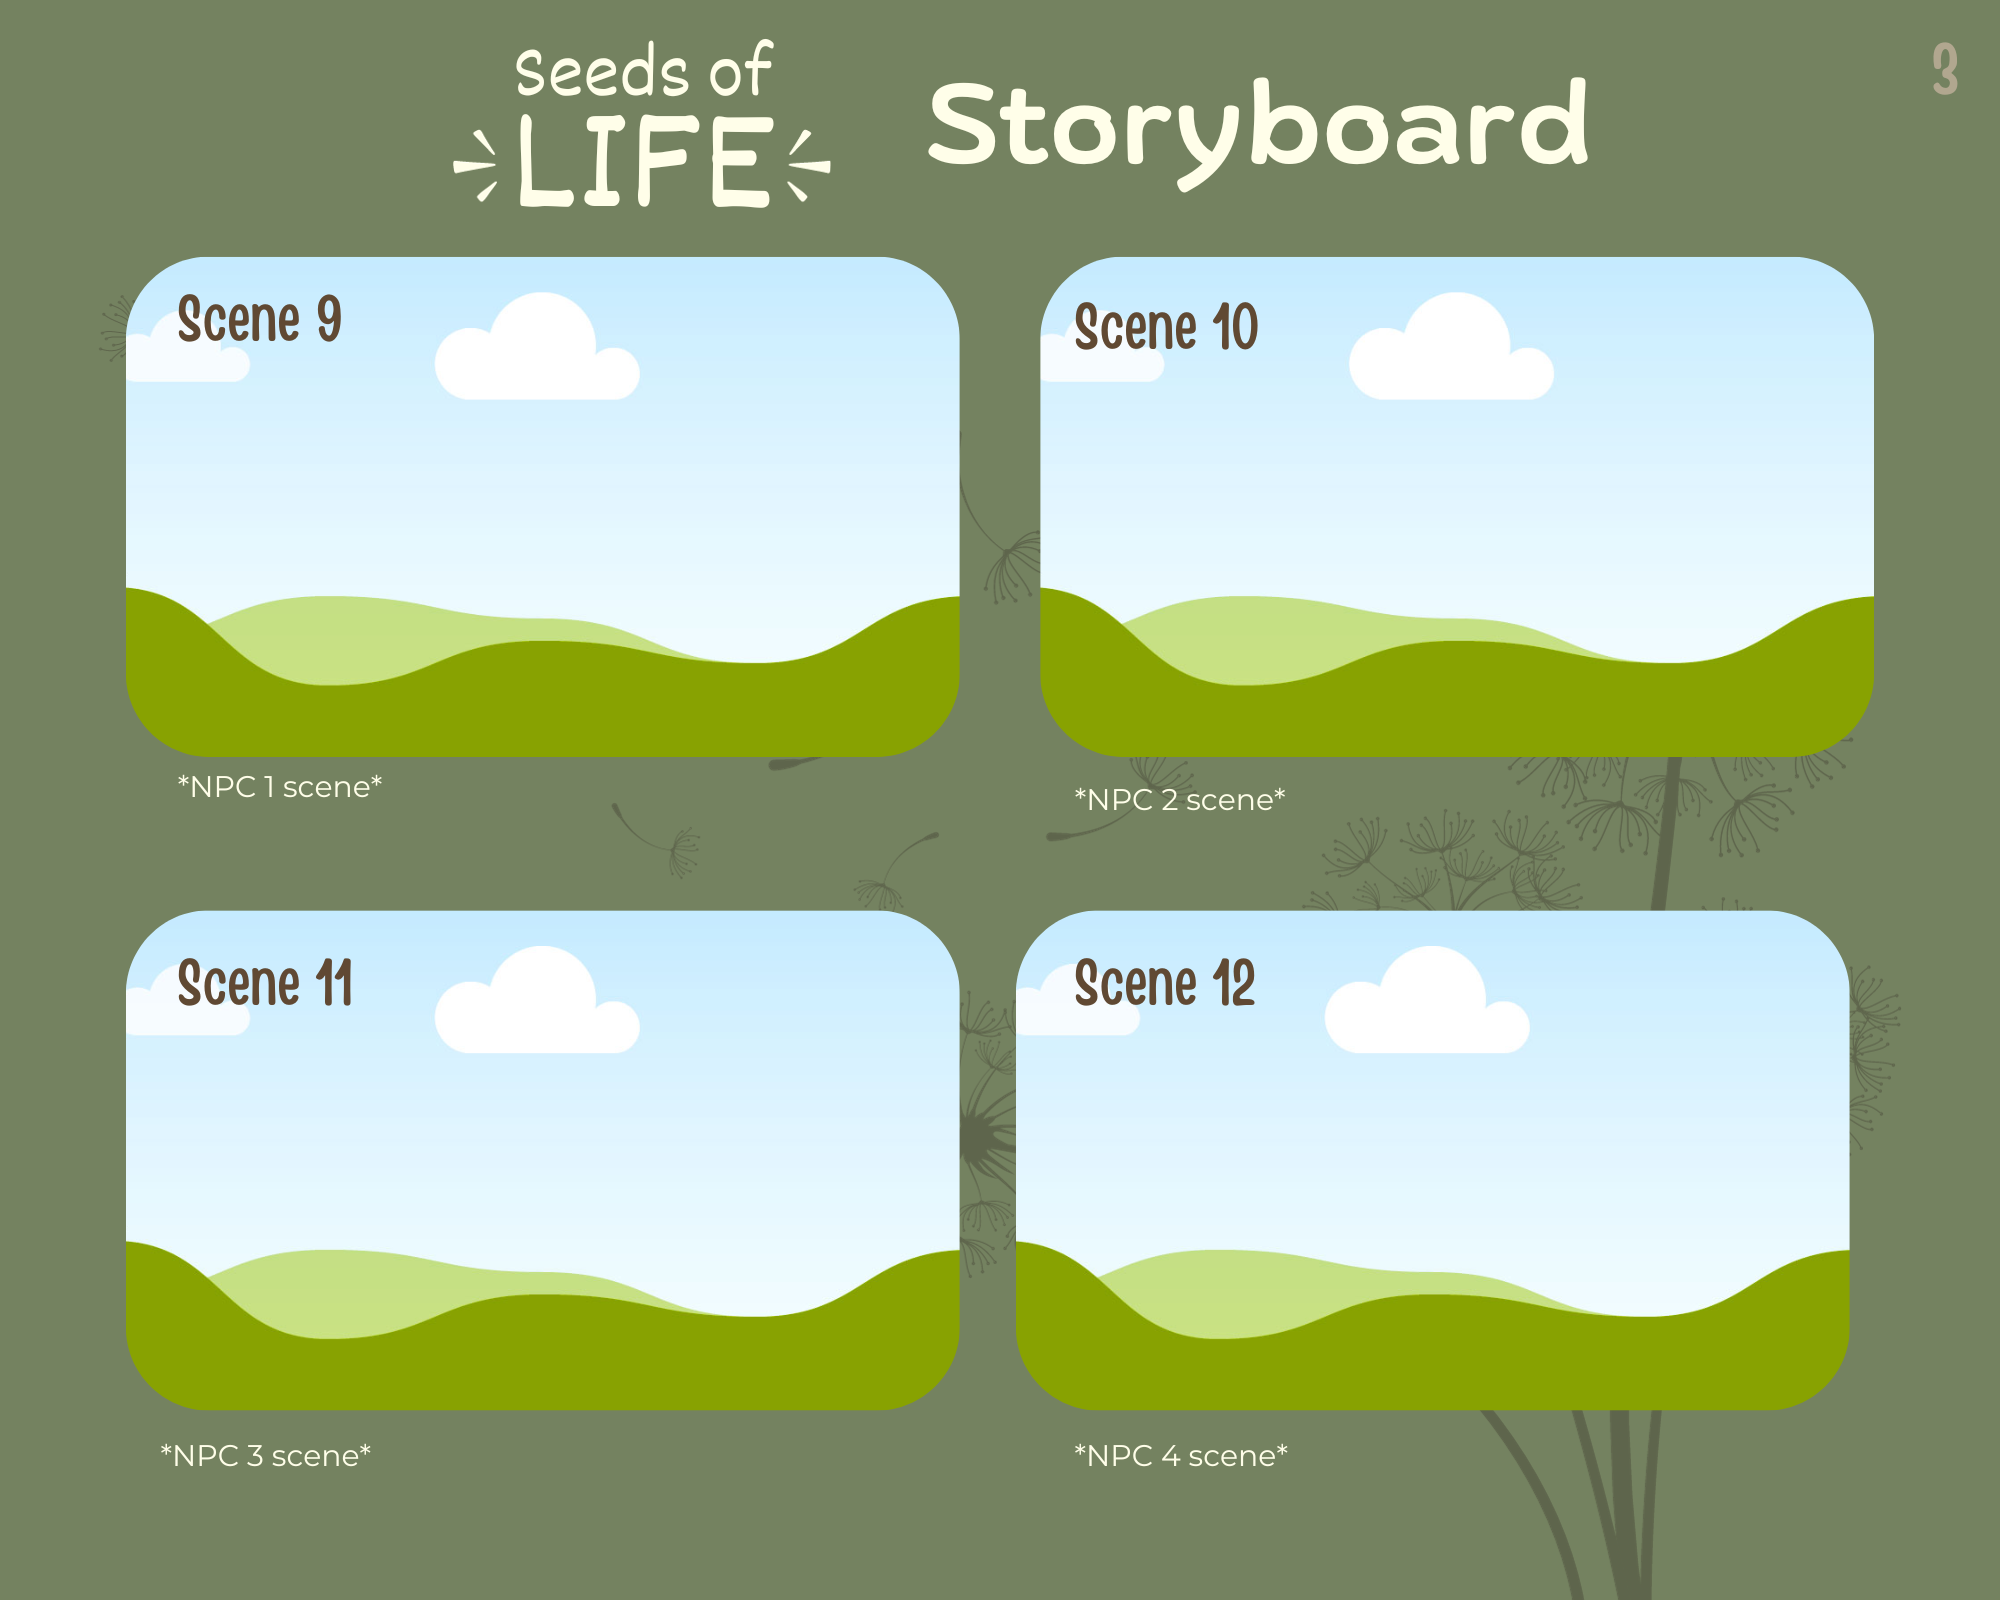 Seeds of
LIFE
Storyboard
3
Scene 9
Scene 10
*NPC 1 scene*
*NPC 2 scene*
Scene 11
Scene 12
*NPC 3 scene*
*NPC 4 scene*